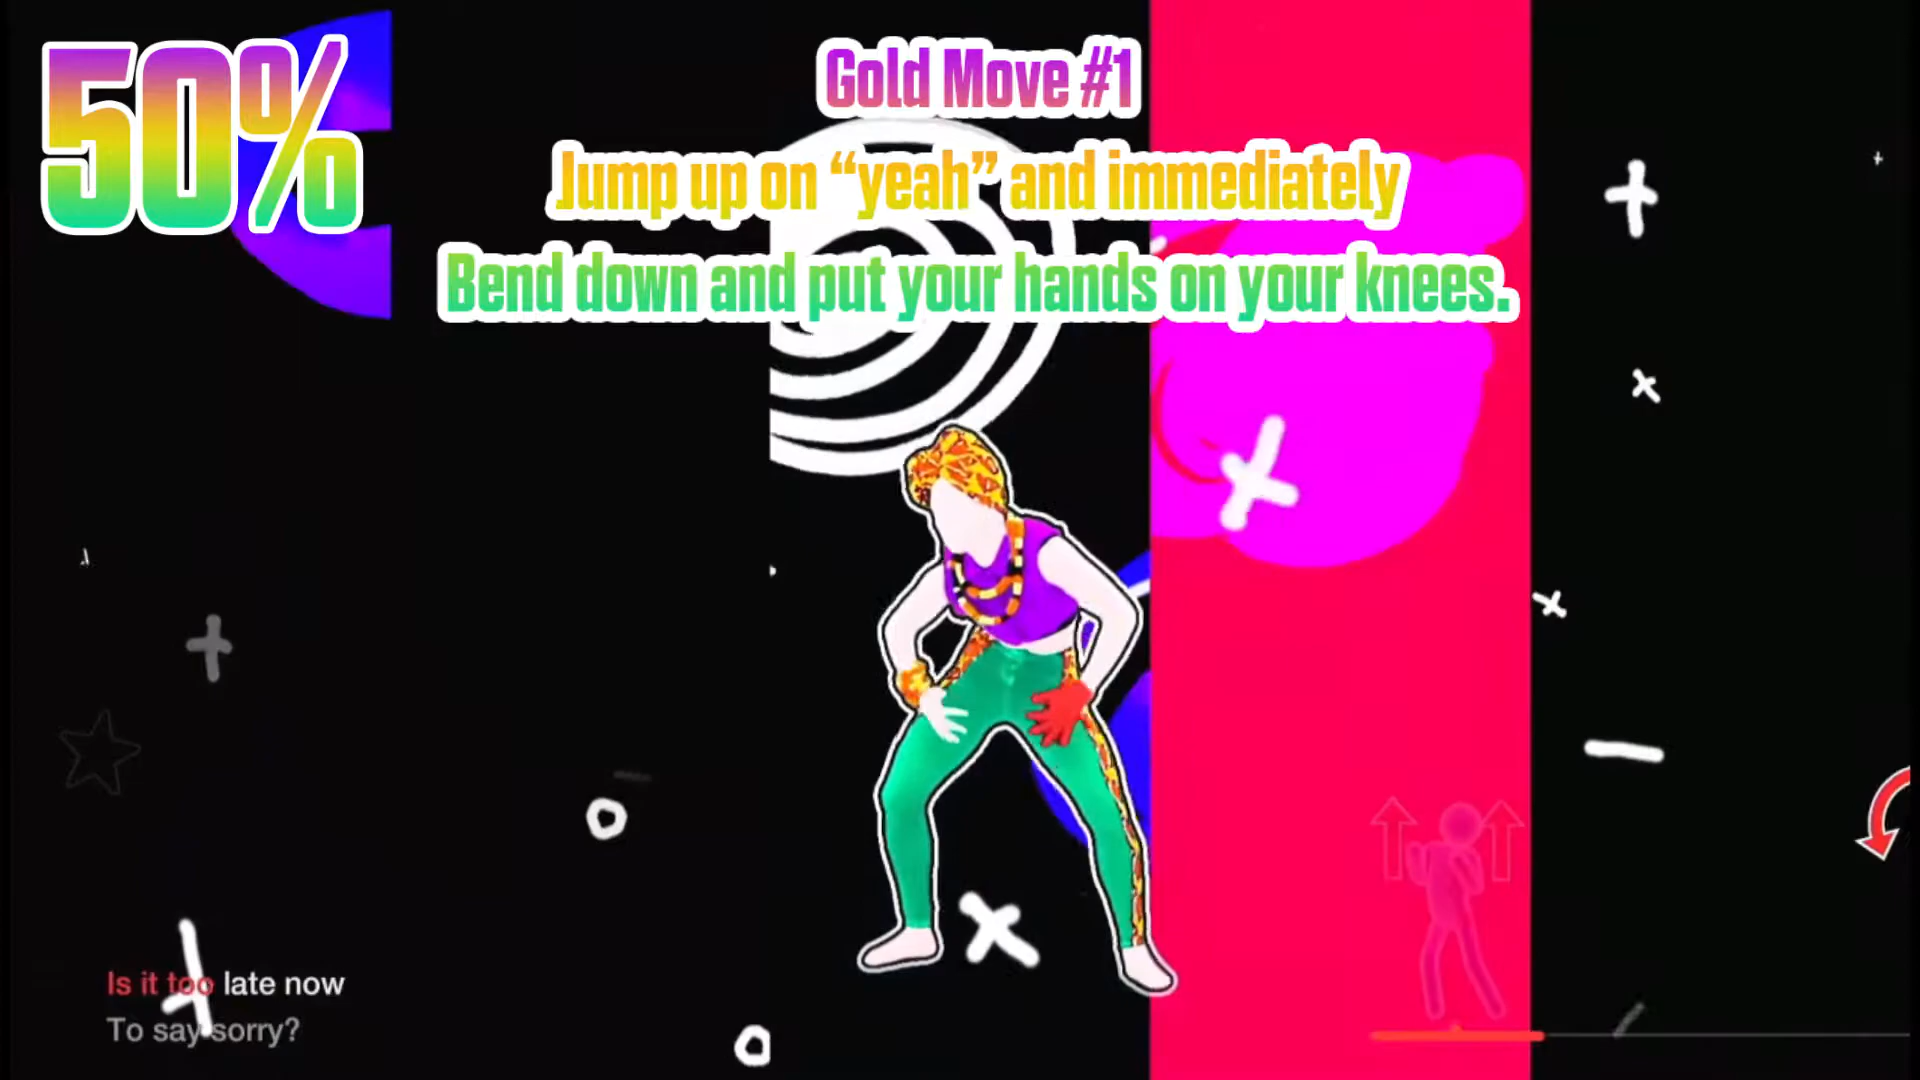 50%
Gold Move #1
Jump up on “yeah” and immediately
Bend down and put your hands on your knees.
Is it too late now
To say sorry?